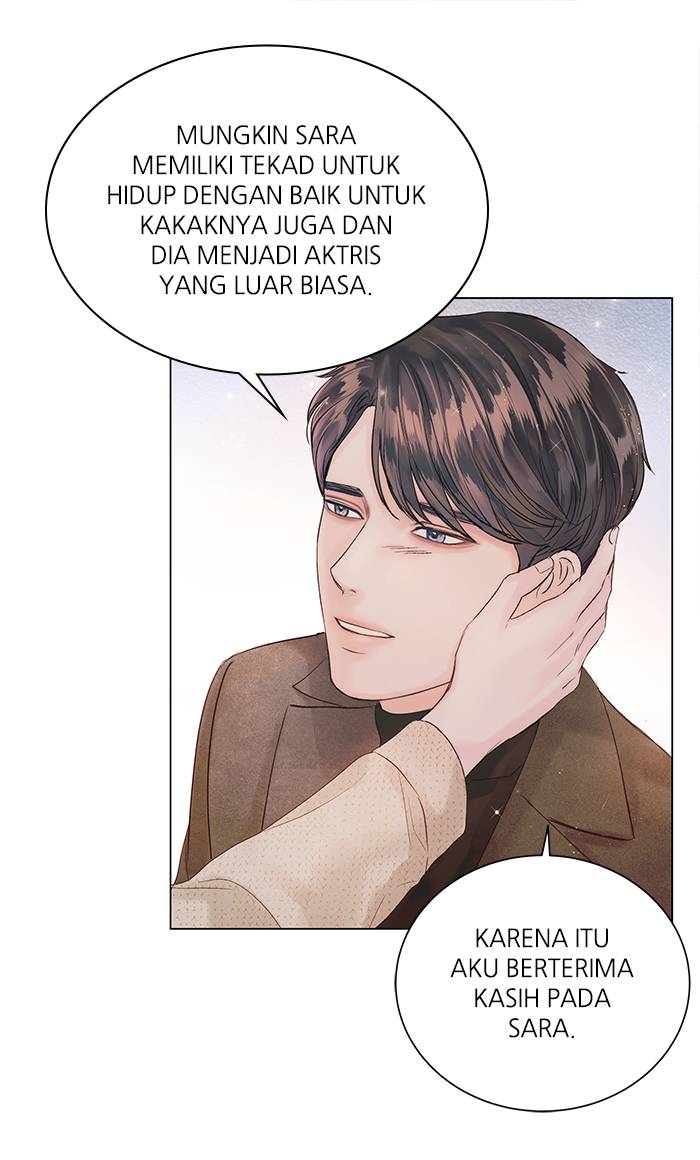 MUNGKIN SARA
MEMILIKI TEKAD UNTUK
HIDUP DENGAN BAIK UNTUK
KAKAKNYA JUGA DAN
DIA MENJADI AKTRIS
YANG LUAR BIASA.
KARENA ITU
AKU BERTERIMA
KASIH PADA
SARA.